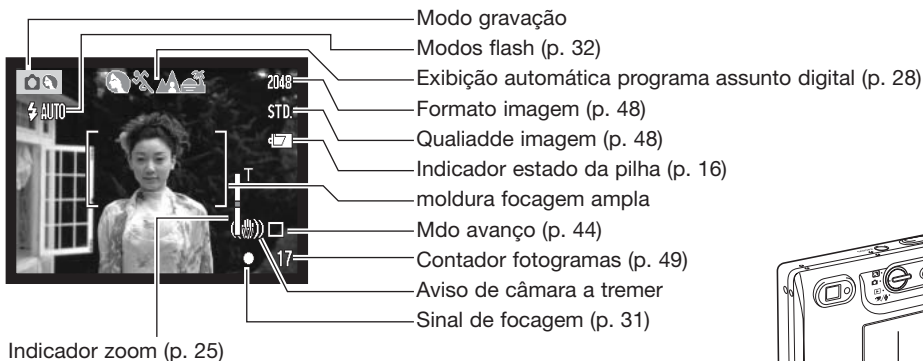 Modo gravação
Modos flash (p. 32)
Exibição automática programa assunto digital (p. 28)
2048
Formato imagem (p. 48)
AUTO
STD.
Qualiadde imagem (p. 48)
Indicador estado da pilha (p. 16)
T
moldura focagem ampla
Mdo avanço (p. 44)
17
Contador fotogramas (p. 49)
Aviso de câmara a tremer
Sinal de focagem (p. 31)
Indicador zoom (p. 25)